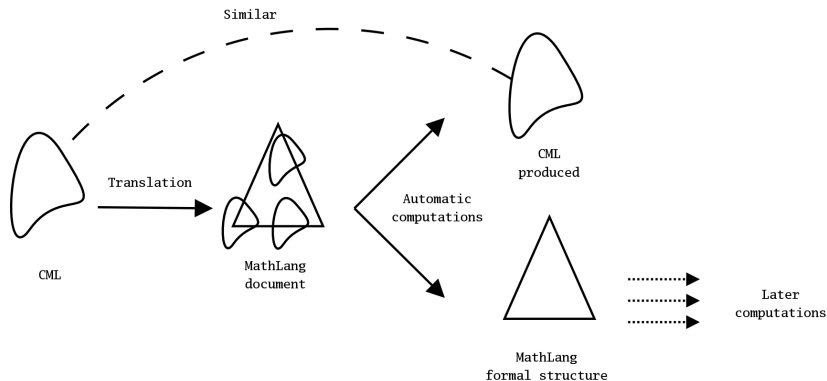 Similar
Translation
CML
MathLang
document
Automatic
computations
CML
produced
MathLang
formal structure
Later
computations